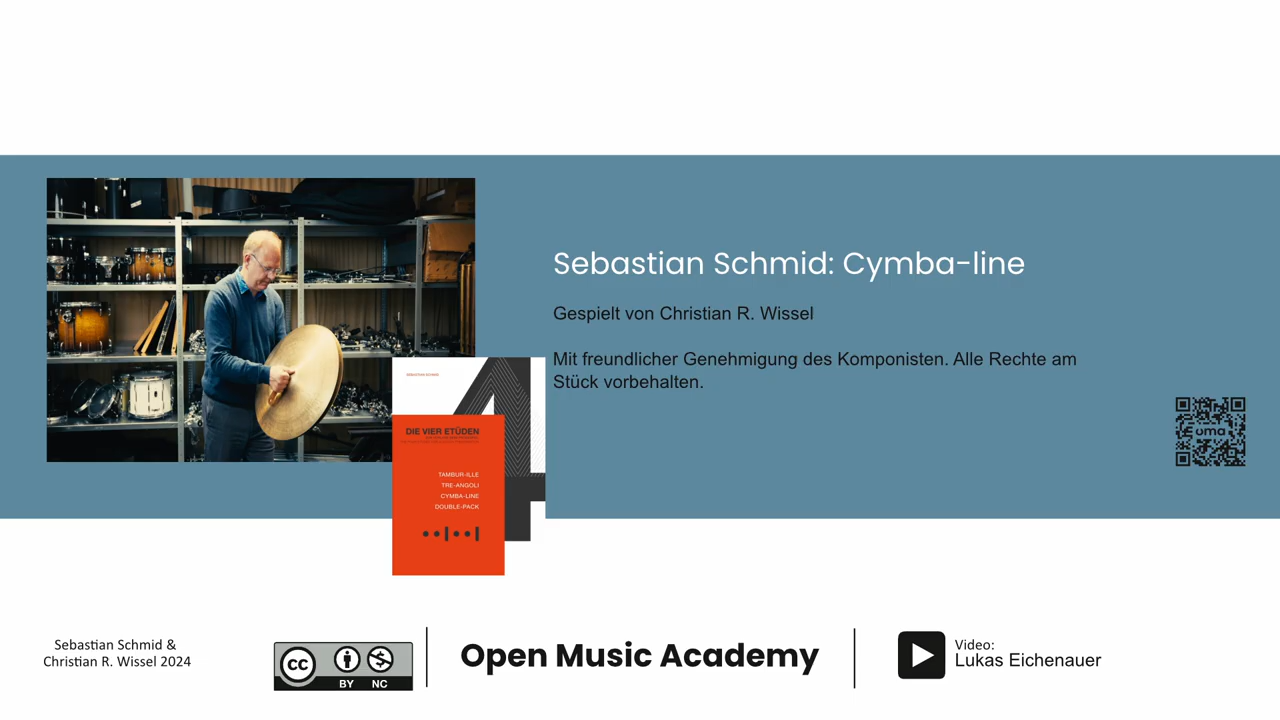 Sebastian Schmid: Cymba-line
Gespielt von Christian R. Wissel
Mit freundlicher Genehmigung des Komponisten. Alle Rechte am
Stück vorbehalten.
SEBASTIAN SCHMID
4
DIE VIER ETÜDEN
TAMBUR-ILLE
TRE-ANGOLI
CYMBA-LINE
DOUBLE-PACK
oma
Sebastian Schmid &
Christian R. Wissel 2024
cc
BY NC
Open Music Academy
Video:
Lukas Eichenauer